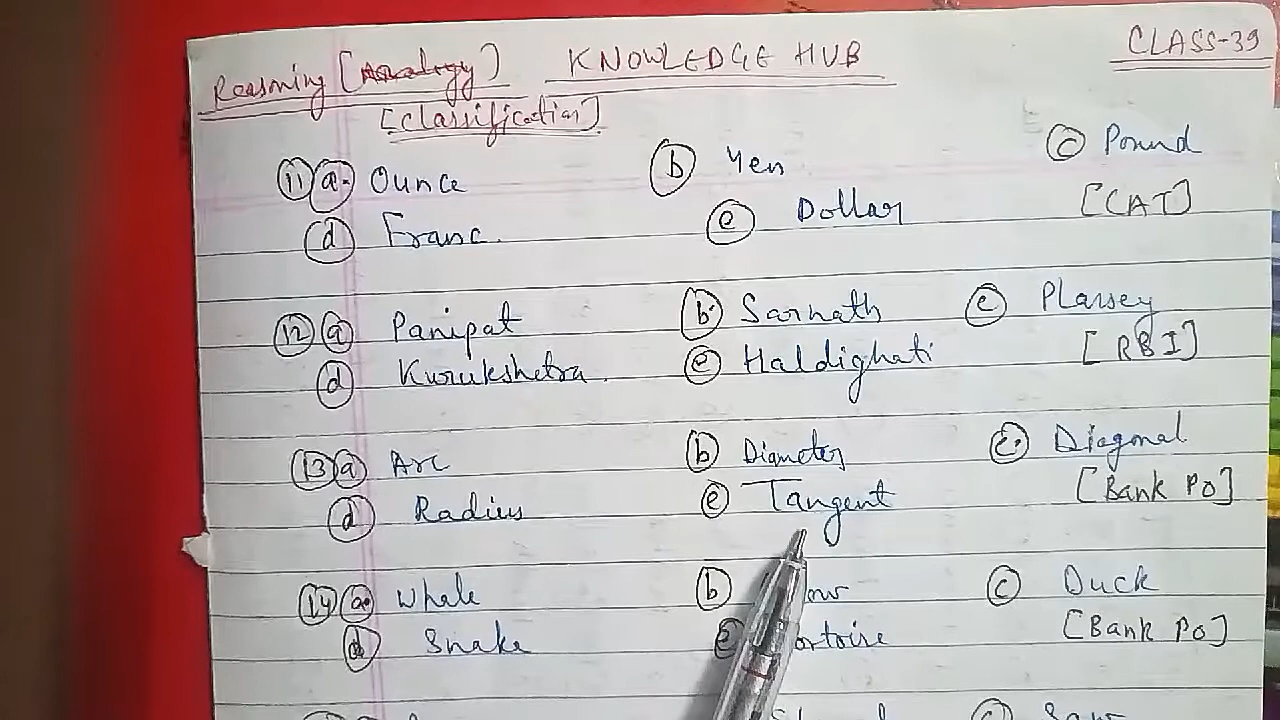 Reasoning [Analogy] KNOWLEDGE HUB CLASS-39
[Classification]
11 a. Ounce b Yen c Pound
d Franc. e Dollar [CAT]
12 a Panipat b. Sarnath c Plassey
d Kurukshetra. e Haldighati [RBI]
13 a Arc b Diameter c. Diagonal
d Radius e Tangent [Bank PO]
14 a. Whale b c Duck
d Snake [Bank PO]